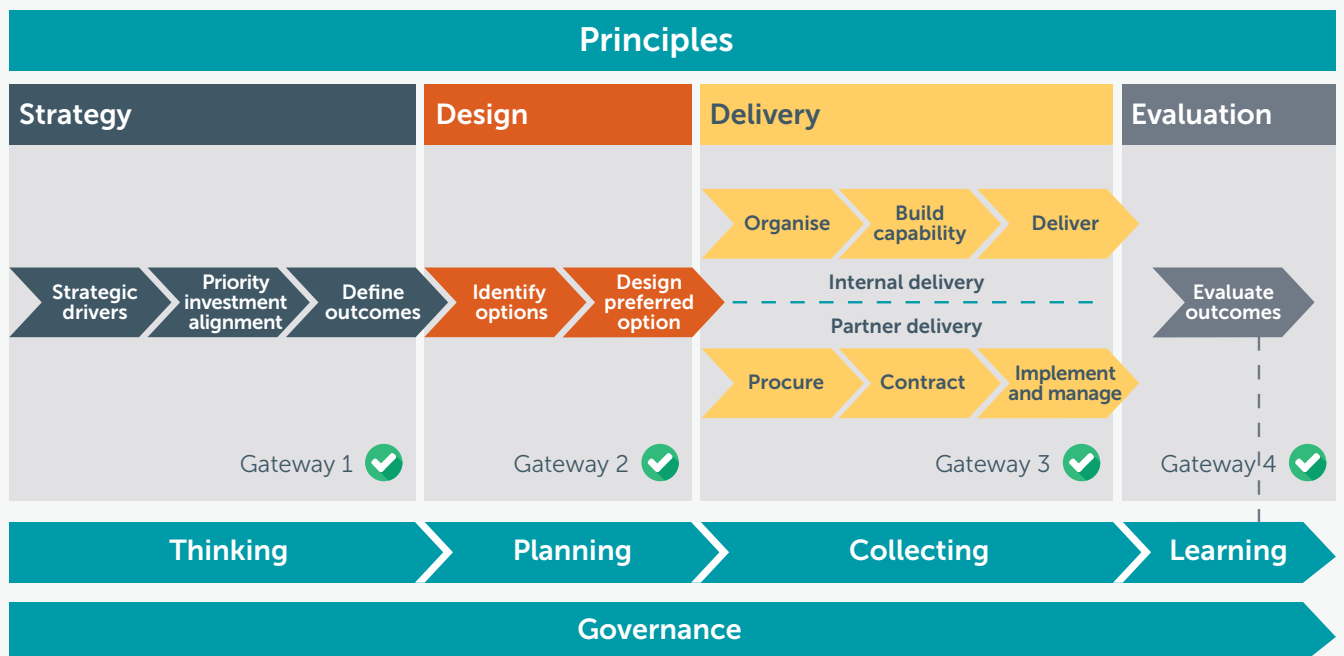 Principles
Strategy
Design
Delivery
Evaluation
Strategic
drivers
Priority
investment
alignment
Define
outcomes
Identify
options
Design
preferred
option
Organise
Build
capability
Deliver
Internal delivery
Partner delivery
Procure
Contract
Implement
and manage
Evaluate
outcomes
Gateway 1
Gateway 2
Gateway 3
Gateway 4
Thinking
Planning
Collecting
Learning
Governance